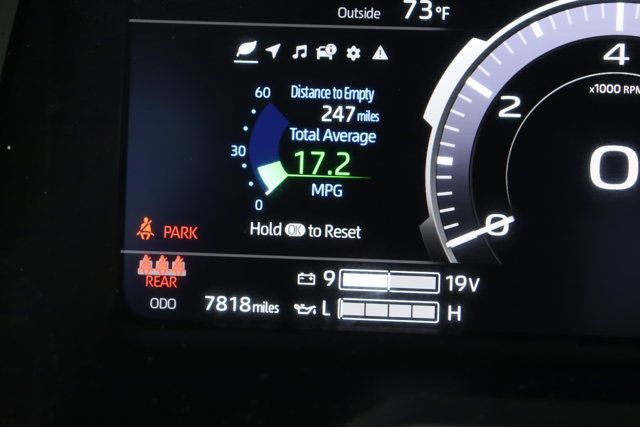 Outside 73°F
60
Distance to Empty
247 miles
Total Average
30
17.2
MPG
0
Hold OK to Reset
PARK
REAR
9 19V
ODO 7818 miles
L H
4
x1000 RPM
2
0
0